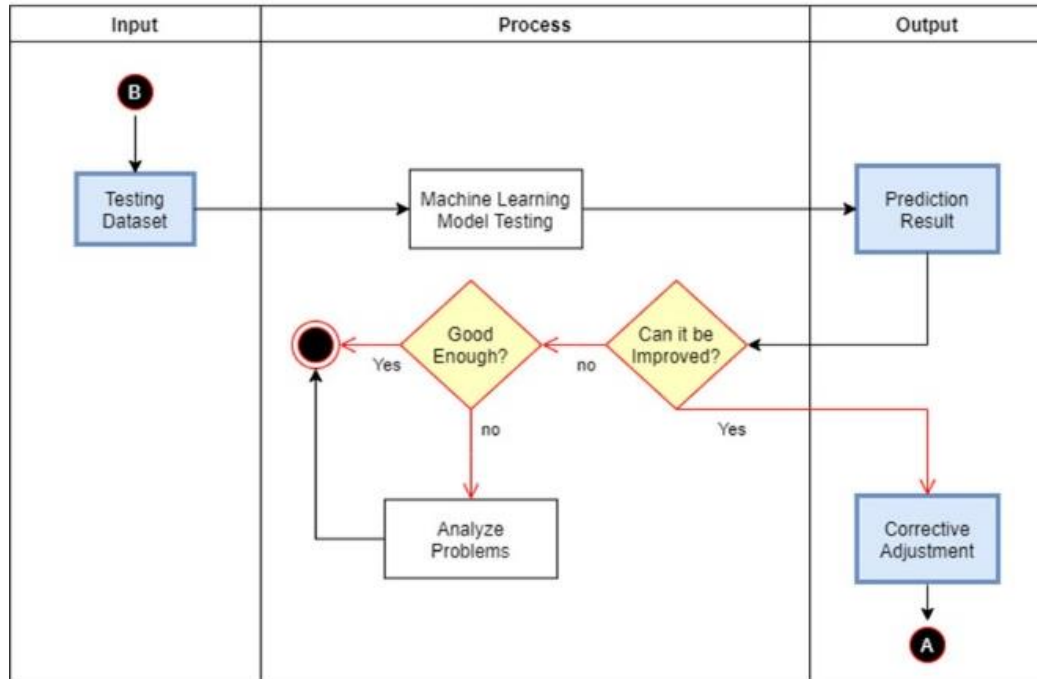 Input
Process
Output
B
Testing
Dataset
Machine Learning
Model Testing
Prediction
Result
Good
Enough?
Can it be
Improved?
Yes
no
no
Yes
Analyze
Problems
Corrective
Adjustment
A